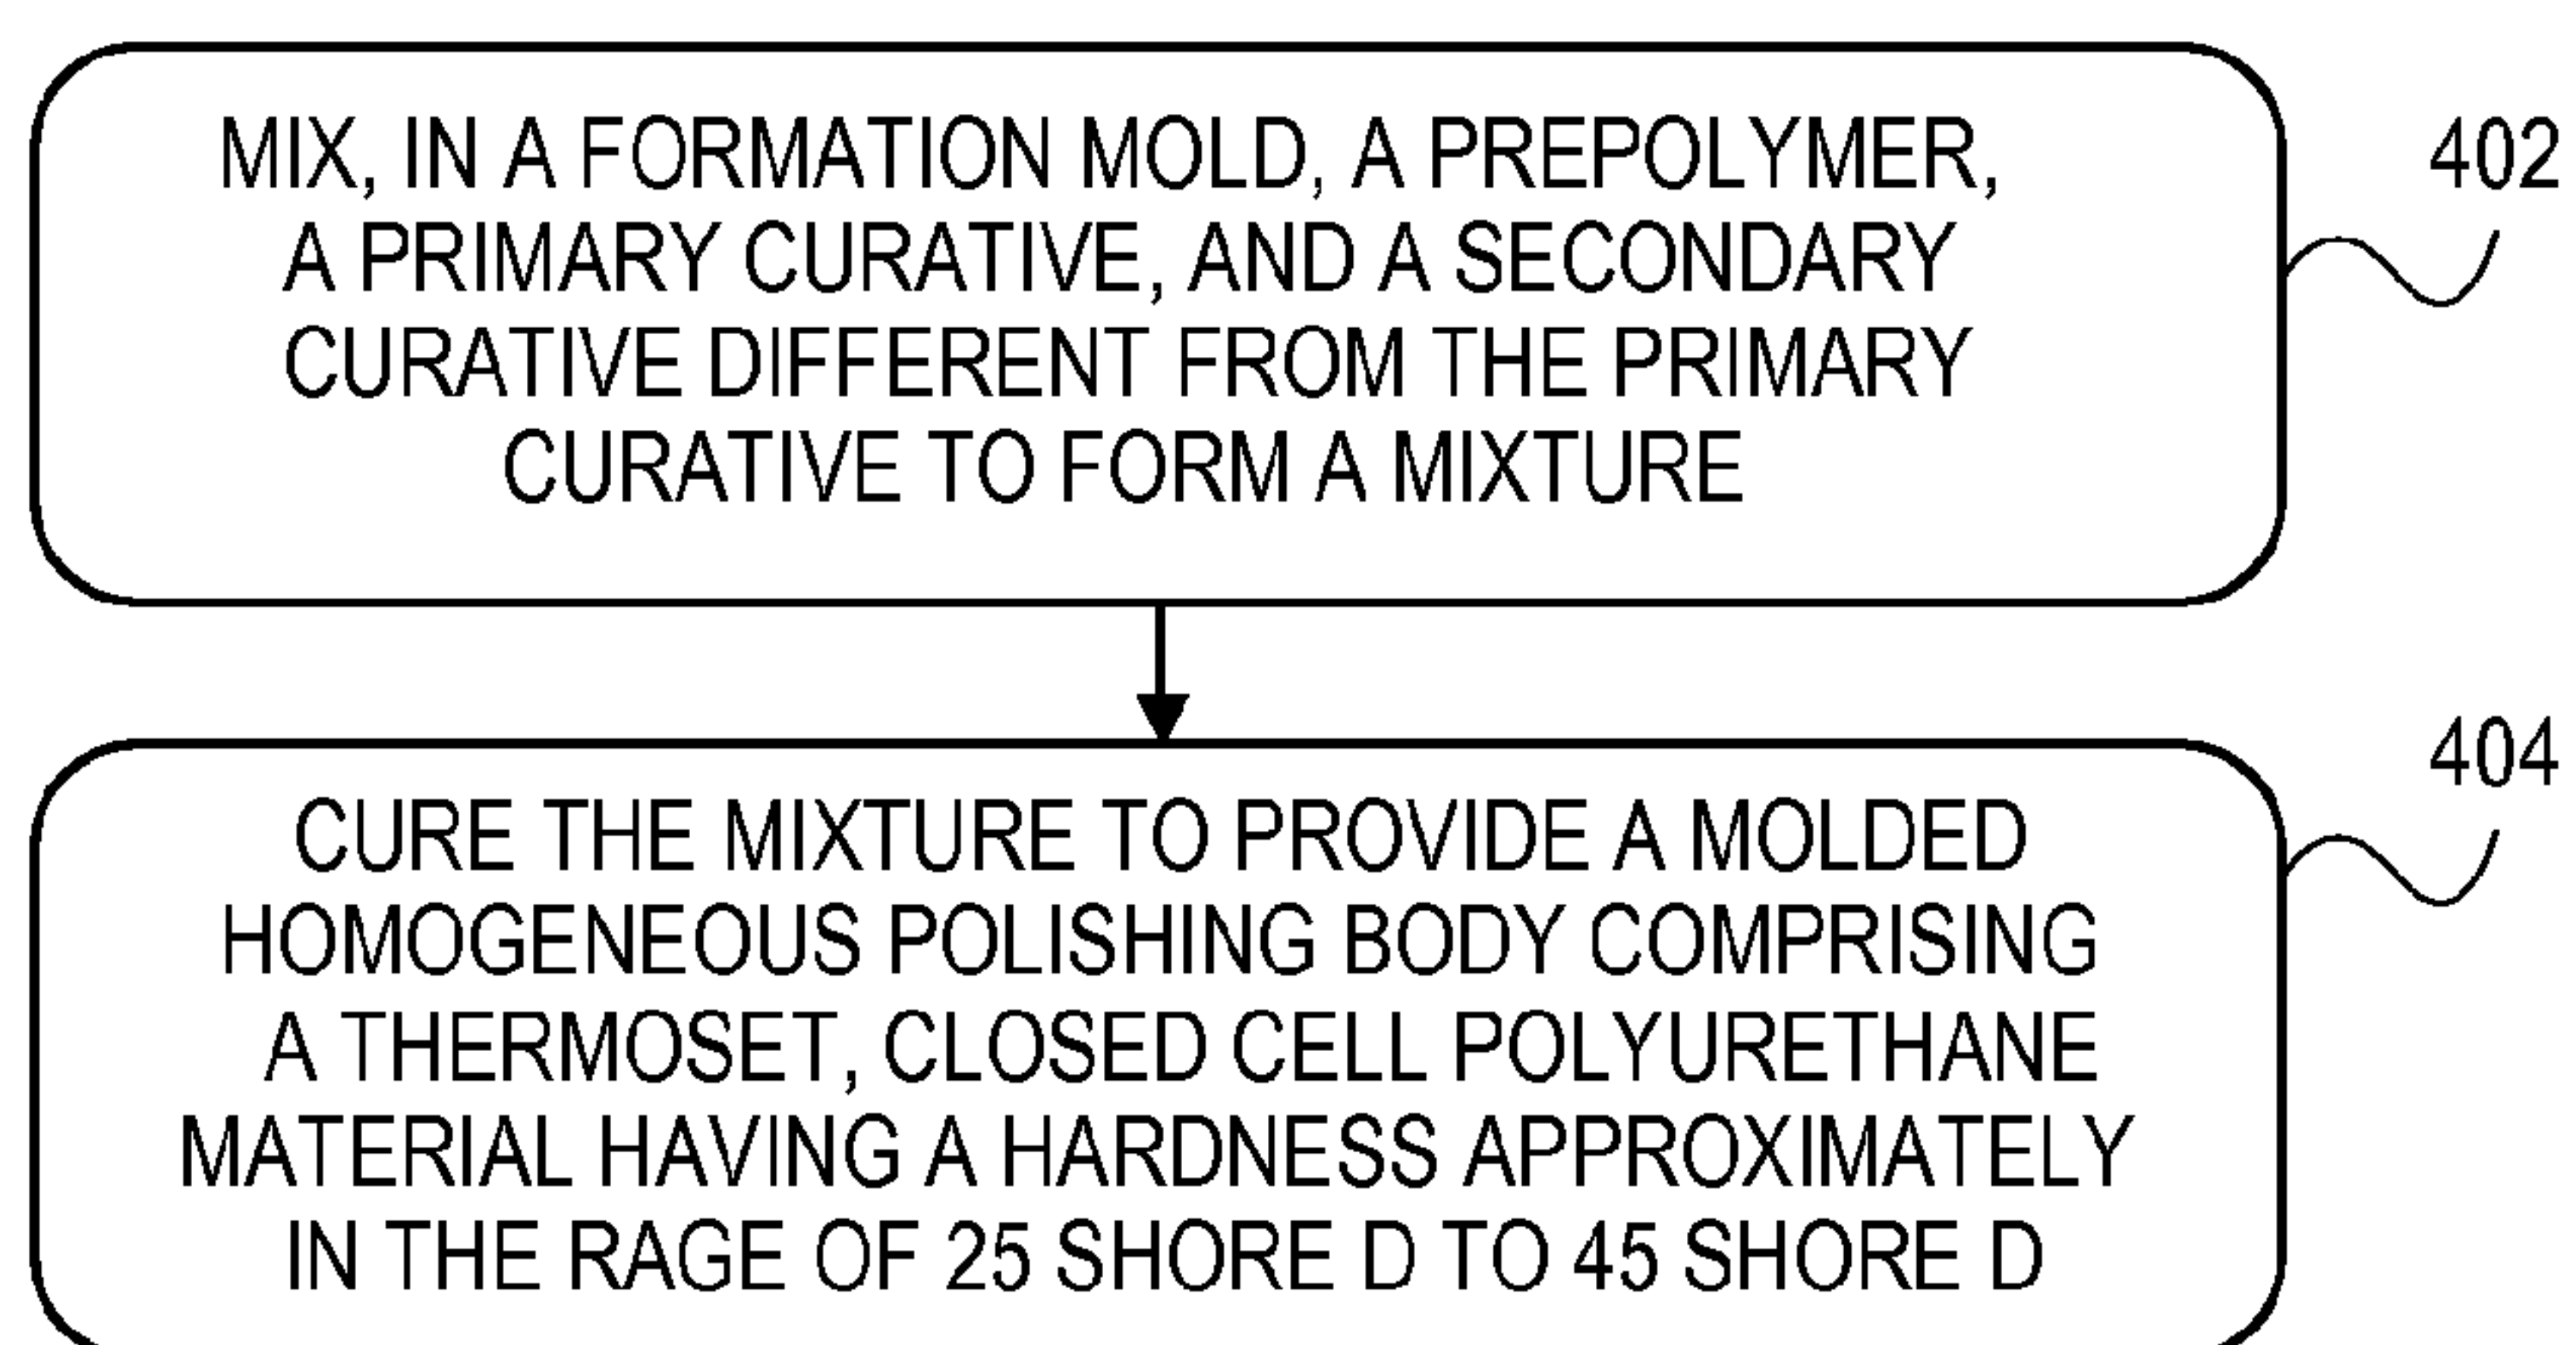 MIX, IN A FORMATION MOLD, A PREPOLYMER,
A PRIMARY CURATIVE, AND A SECONDARY
CURATIVE DIFFERENT FROM THE PRIMARY
CURATIVE TO FORM A MIXTURE
402
CURE THE MIXTURE TO PROVIDE A MOLDED
HOMOGENEOUS POLISHING BODY COMPRISING
A THERMOSET, CLOSED CELL POLYURETHANE
MATERIAL HAVING A HARDNESS APPROXIMATELY
IN THE RAGE OF 25 SHORE D TO 45 SHORE D
404